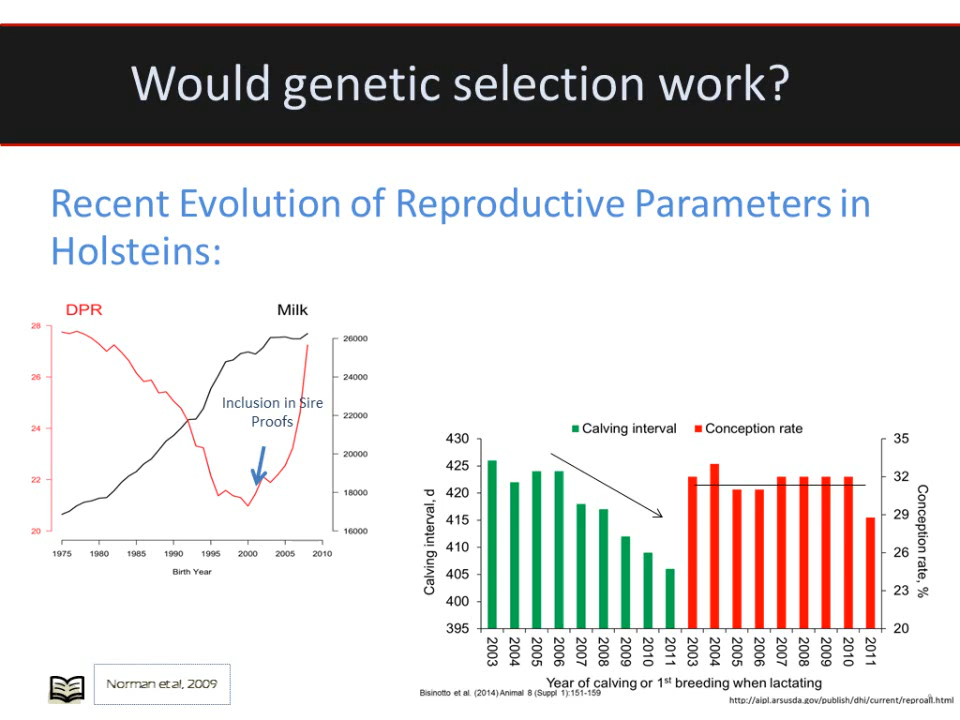 Would genetic selection work?
Recent Evolution of Reproductive Parameters in
Holsteins:
DPR
Milk
28
26
24
22
20
26000
24000
22000
20000
18000
16000
Inclusion in Sire
Proofs
1975 1980 1985 1990 1995 2000 2005 2010
Birth Year
Calving interval Conception rate
Calving interval, d
430
425
420
415
410
405
400
395
35
32
29
26
23
20
Conception rate, %
2003 2004 2005 2006 2007 2008 2009 2010 2011 2003 2004 2005 2006 2007 2008 2009 2010 2011
Year of calving or 1st breeding when lactating
Norman et al, 2009
Bisinotto et al. (2014) Animal 8 (Suppl 1):151-159
http://aipl.arsusda.gov/publish/dhi/current/reproall.html